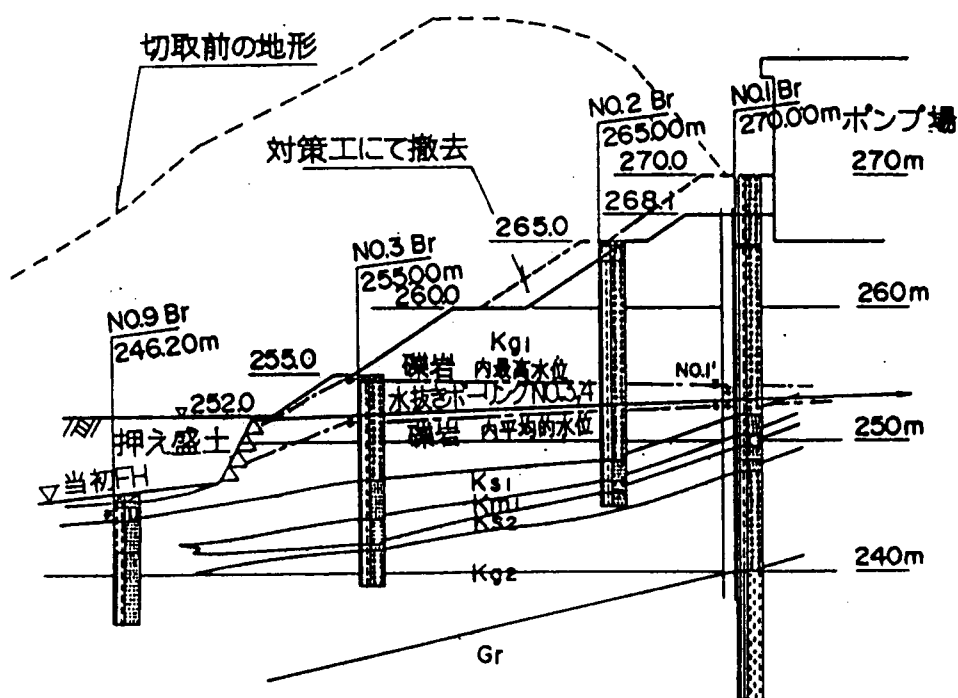 切取前の地形
NO.2 Br
265.00m
NO.1 Br
270.00m
ポンプ場
対策工にて撤去
270.0
270m
268.1
265.0
NO.3 Br
255.00m
260.0
260m
NO.9 Br
246.20m
Kg1
255.0
礫岩 内最高水位
NO.1'
水抜きボーリングNO.3,4
252.0
礫岩 内平均的水位
250m
押え盛土
当初FH
Ks1
Km1
Ks2
240m
Kg2
Gr